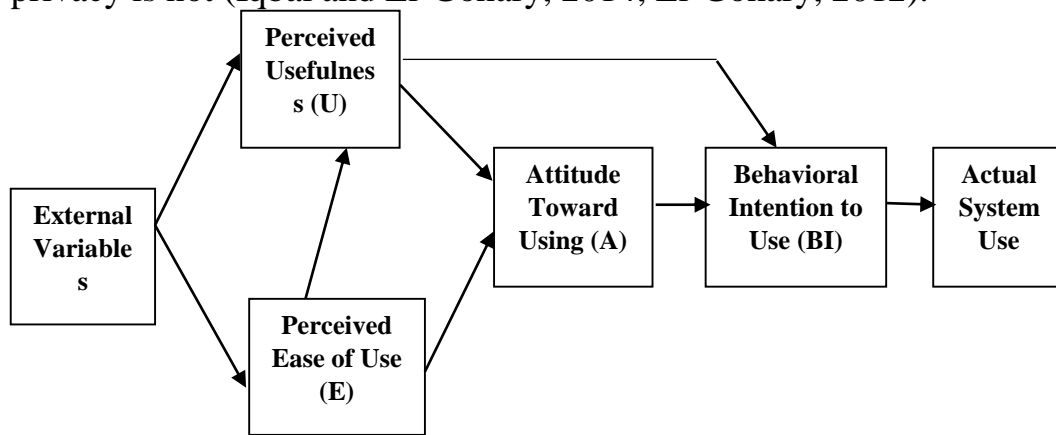 privacy is not (Iqbal and El-Gohary, 2014; El-Gohary, 2012).
Perceived
Usefulnes
s (U)
External
Variable
s
Perceived
Ease of Use
(E)
Attitude
Toward
Using (A)
Behavioral
Intention to
Use (BI)
Actual
System
Use